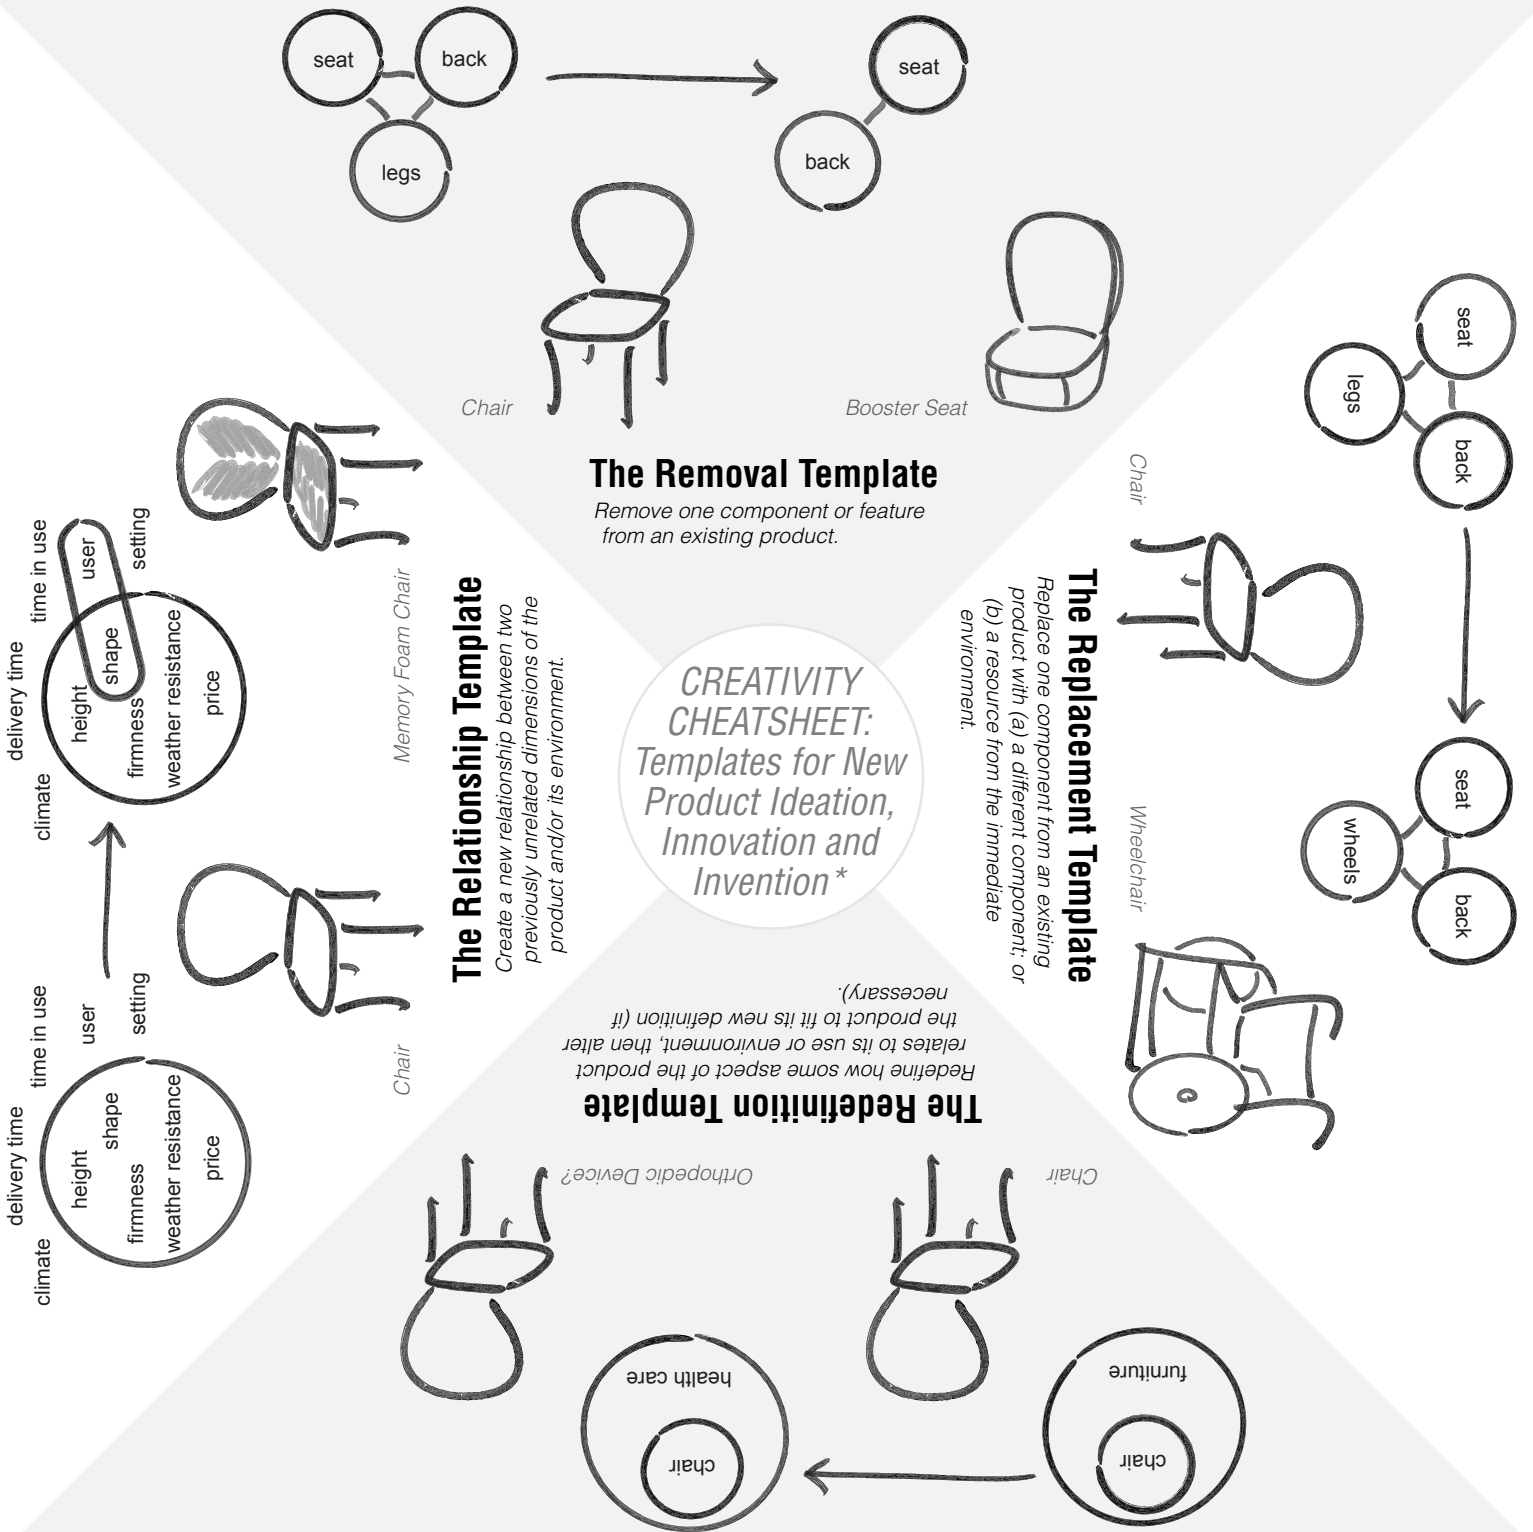 seat
back
legs
seat
back
Chair
Booster Seat
The Removal Template
Remove one component or feature
from an existing product.
seat
legs
back
seat
wheels
back
Chair
Wheelchair
The Replacement Template
Replace one component from an existing
product with (a) a different component; or
(b) a resource from the immediate
environment.
CREATIVITY
CHEATSHEET:
Templates for New
Product Ideation,
Innovation and
Invention*
The Redefinition Template
Redefine how some aspect of the product
relates to its use or environment, then alter
the product to fit to its new definition (if
necessary).
Chair
Orthopedic Device?
furniture
chair
health care
chair
The Relationship Template
Create a new relationship between two
previously unrelated dimensions of the
product and/or its environment.
Chair
Memory Foam Chair
climate
delivery time
time in use
user
setting
height
shape
firmness
weather resistance
price
climate
delivery time
time in use
user
setting
height
shape
firmness
weather resistance
price